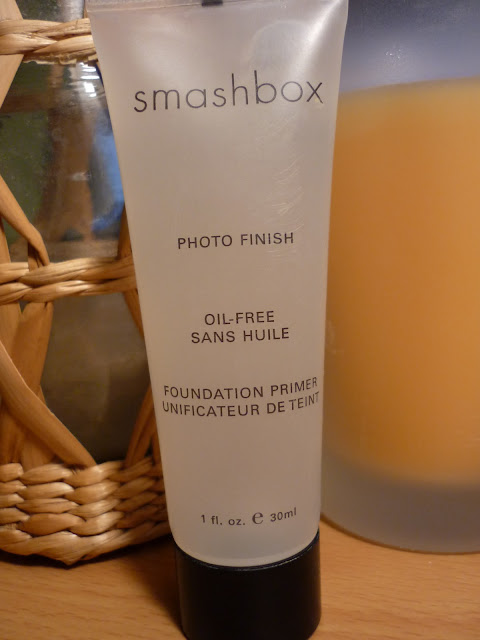 smashbox
PHOTO FINISH
OIL-FREE
SANS HUILE
FOUNDATION PRIMER
UNIFICATEUR DE TEINT
1 fl. oz. ℮ 30ml